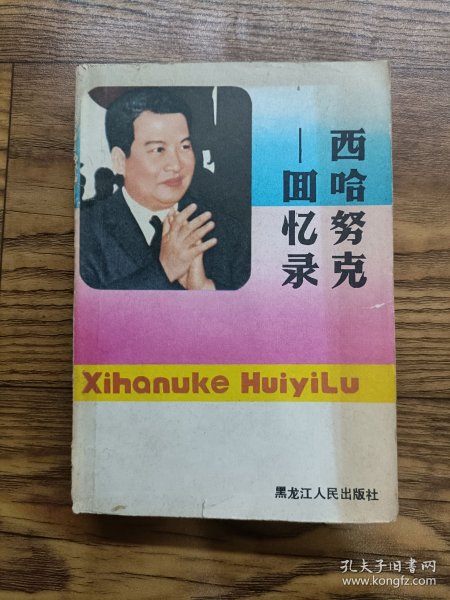 西哈努克
—回忆录
Xihanuke HuiyiLu
黑龙江人民出版社
孔夫子旧书网
www.kongfz.com